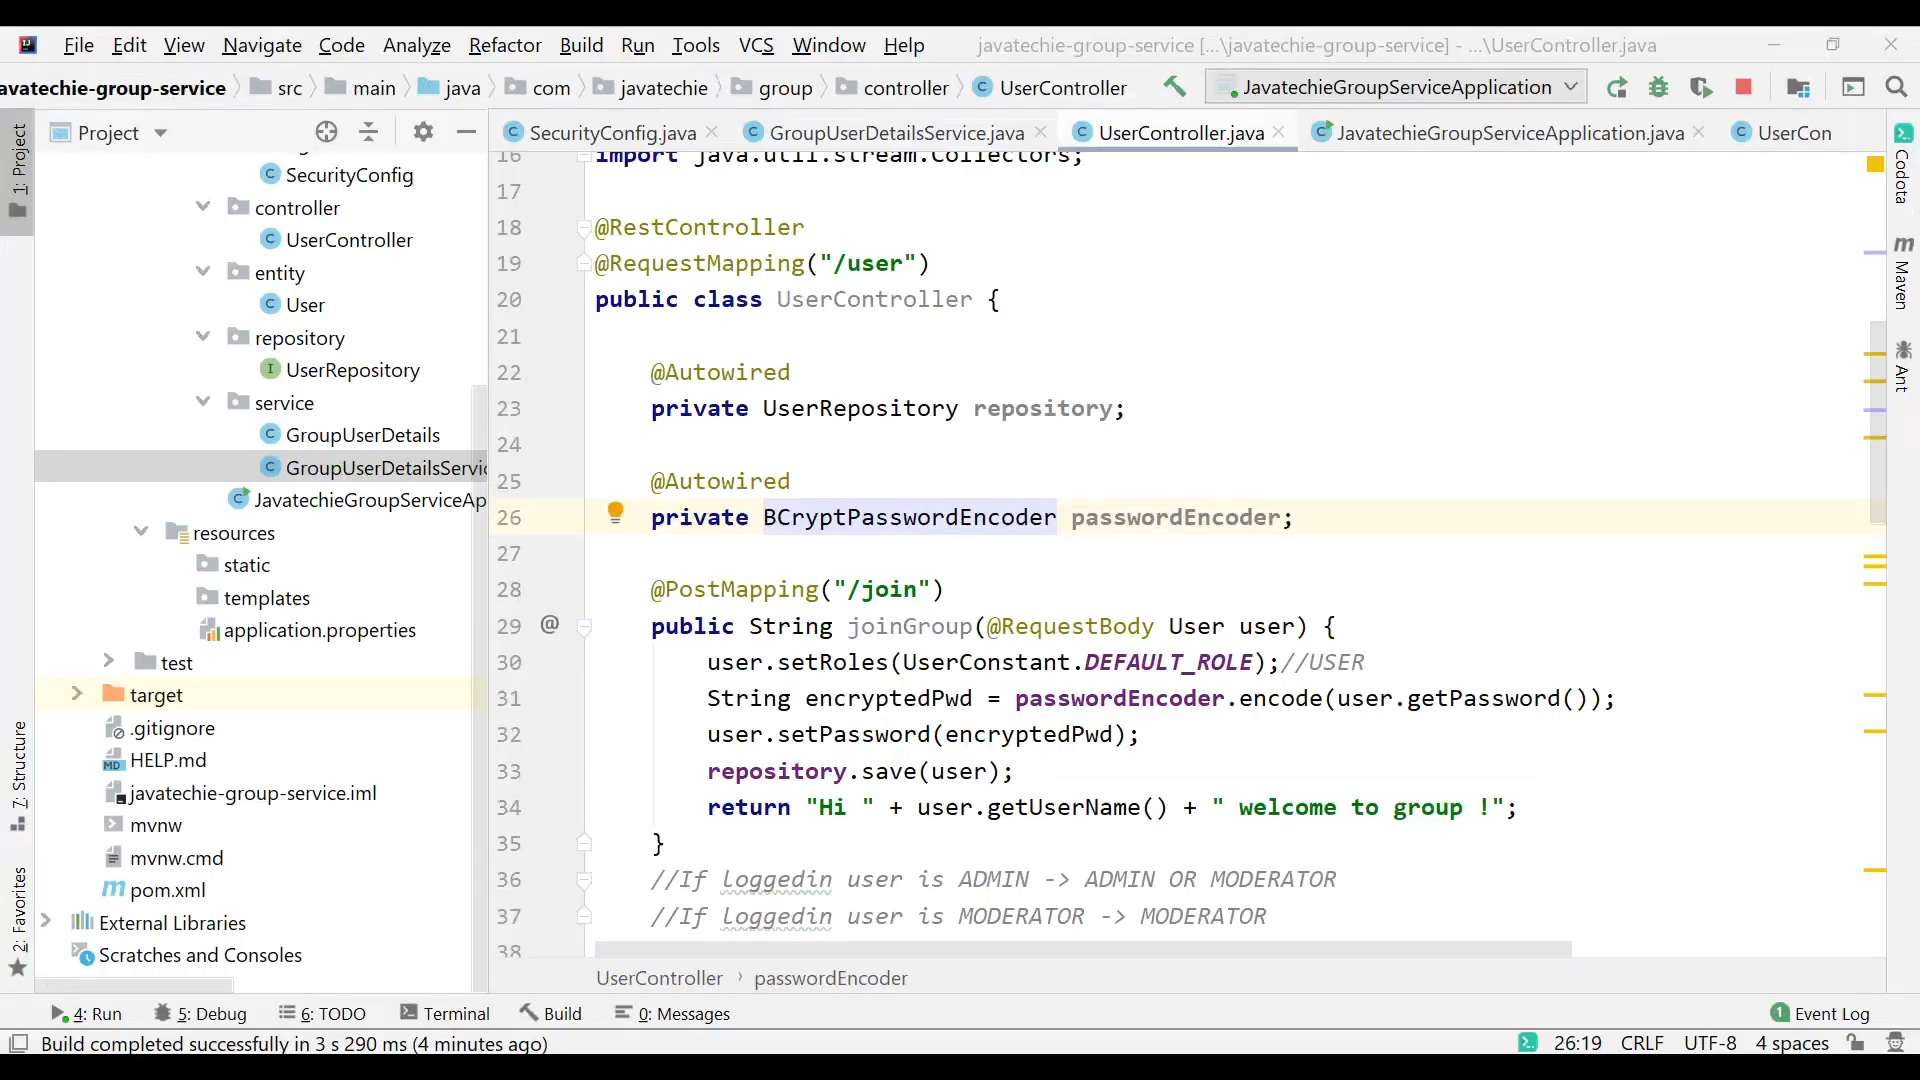 File Edit View Navigate Code Analyze Refactor Build Run Tools VCS Window Help javatechie-group-service [...\javatechie-group-service] - ...\UserController.java
avatechie-group-service src main java com javatechie group controller UserController JavatechieGroupServiceApplication
Project
SecurityConfig.java GroupUserDetailsService.java UserController.java JavatechieGroupServiceApplication.java UserCon
1: Project
7: Structure
2: Favorites
SecurityConfig
controller
UserController
entity
User
repository
UserRepository
service
GroupUserDetails
GroupUserDetailsServic
JavatechieGroupServiceAp
resources
static
templates
application.properties
test
target
.gitignore
HELP.md
javatechie-group-service.iml
mvnw
mvnw.cmd
pom.xml
External Libraries
Scratches and Consoles
16 import java.util.stream.Collectors;
17
18 @RestController
19 @RequestMapping("/user")
20 public class UserController {
21
22 @Autowired
23 private UserRepository repository;
24
25 @Autowired
26 private BCryptPasswordEncoder passwordEncoder;
27
28 @PostMapping("/join")
29 @ public String joinGroup(@RequestBody User user) {
30 user.setRoles(UserConstant.DEFAULT_ROLE);//USER
31 String encryptedPwd = passwordEncoder.encode(user.getPassword());
32 user.setPassword(encryptedPwd);
33 repository.save(user);
34 return "Hi " + user.getUserName() + " welcome to group !";
35 }
36 //If loggedin user is ADMIN -> ADMIN OR MODERATOR
37 //If loggedin user is MODERATOR -> MODERATOR
38
UserController › passwordEncoder
Codota
m Maven
Ant
4: Run 5: Debug 6: TODO Terminal Build 0: Messages 1 Event Log
Build completed successfully in 3 s 290 ms (4 minutes ago) 26:19 CRLF UTF-8 4 spaces